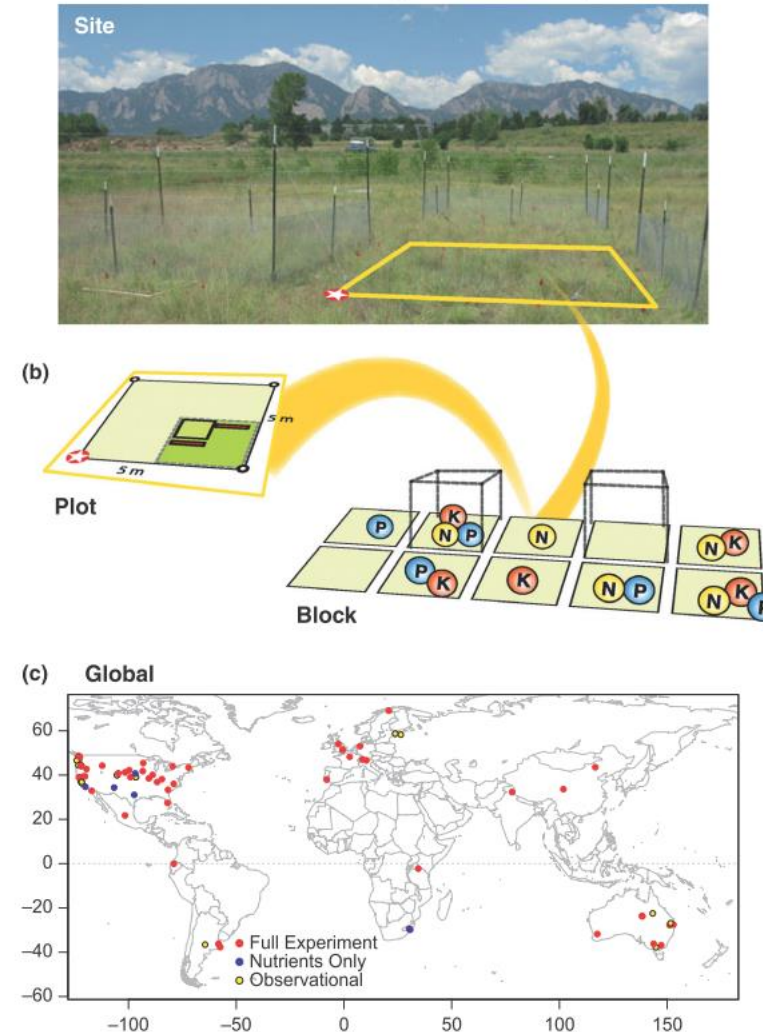 Site
(b)
5 m
5 m
Plot
P
K
N P
N
N K
P K
K
N P
N K P
Block
(c) Global
60
40
20
0
−20
−40
−60
Full Experiment
Nutrients Only
Observational
−100 −50 0 50 100 150